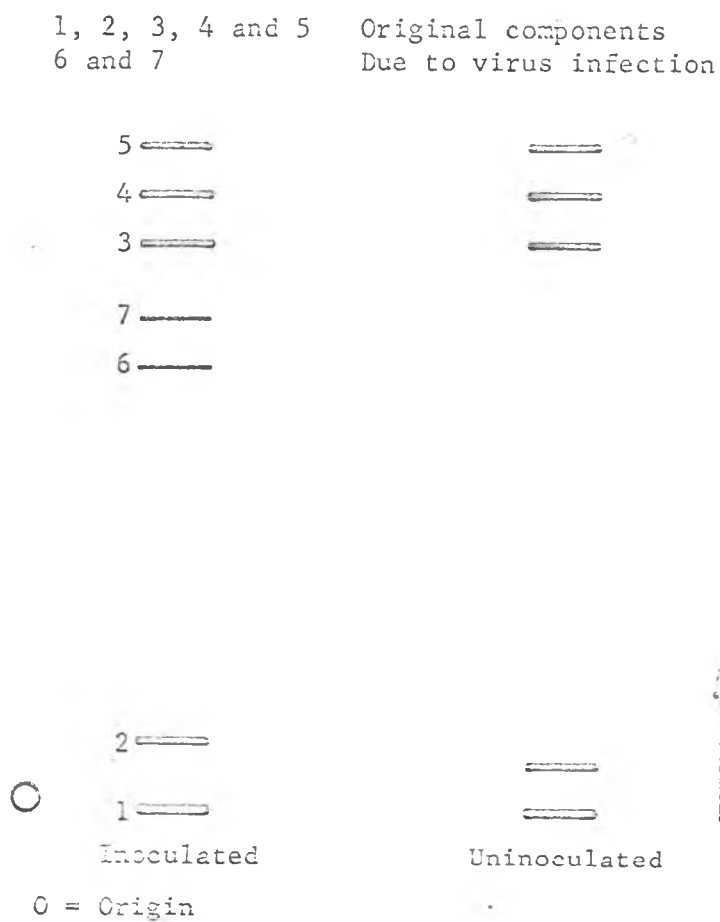 1, 2, 3, 4 and 5 Original components
6 and 7 Due to virus infection
5
4
3
7
6
2
O 1
Inoculated Uninoculated
O = Origin